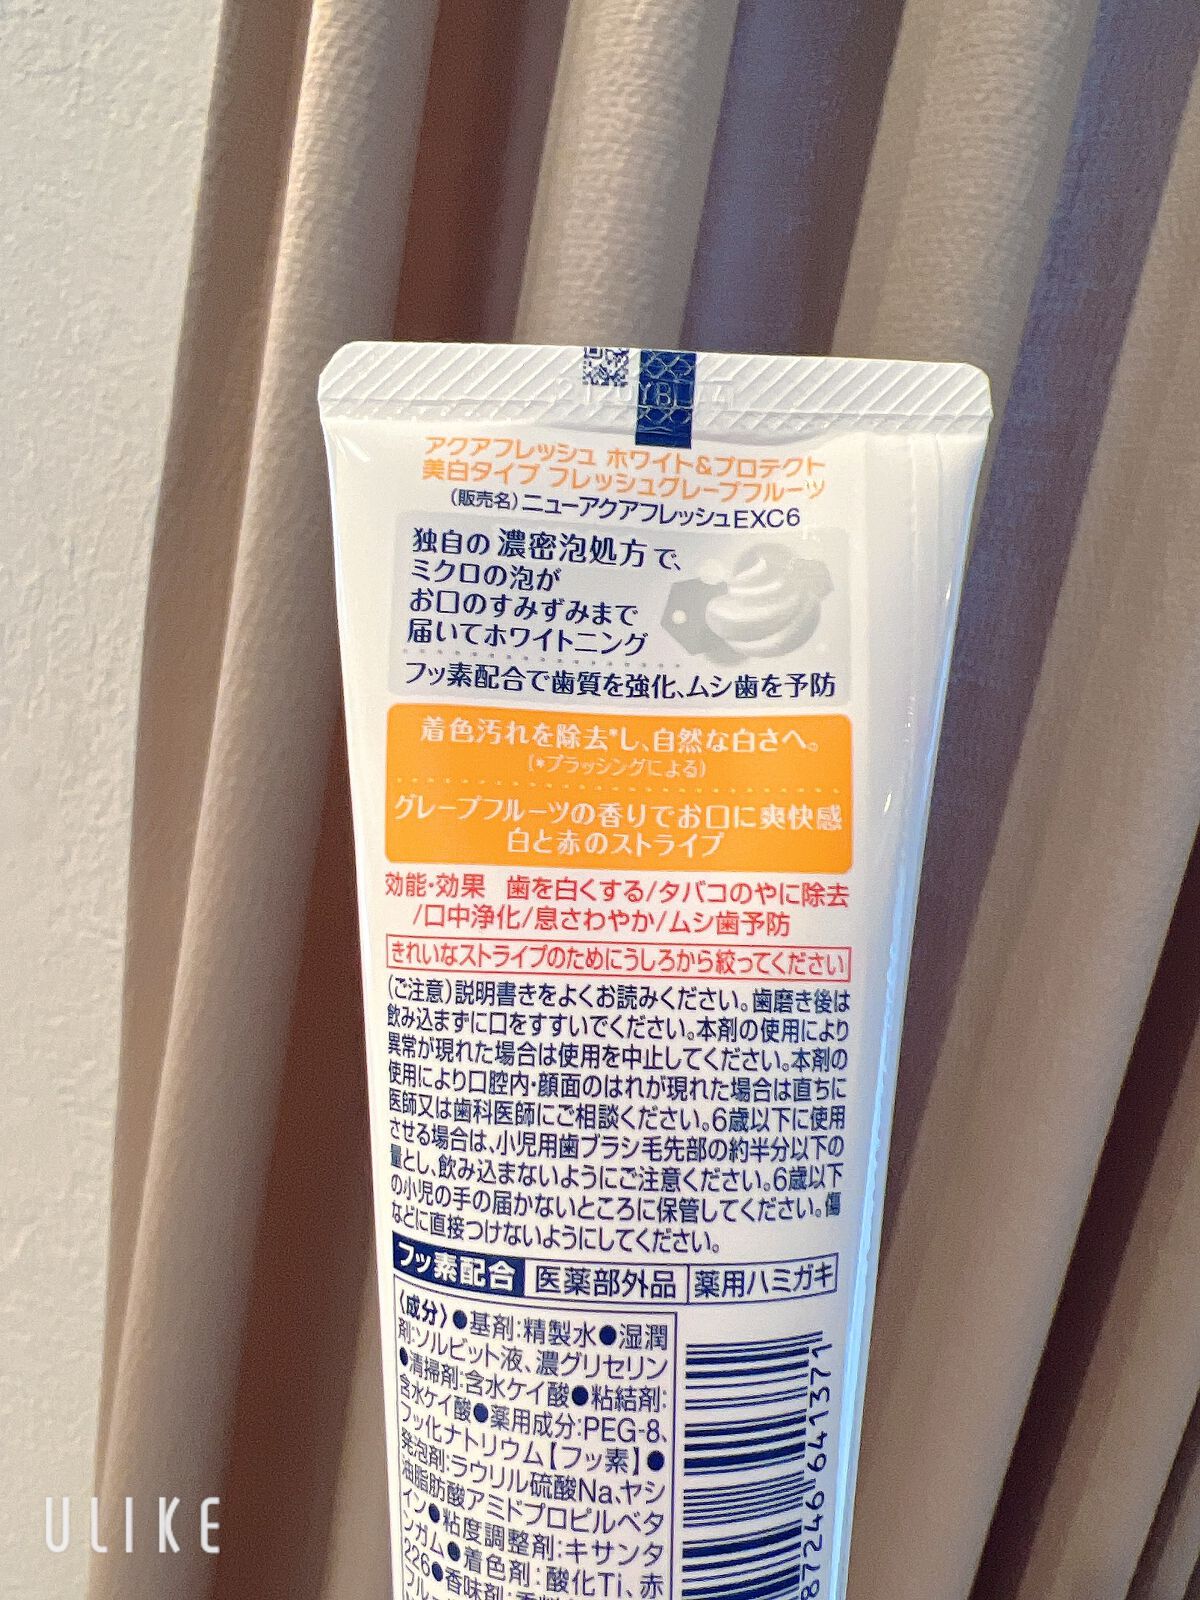 アクアフレッシュ ホワイト&プロテクト
美白タイプ フレッシュグレープフルーツ
(販売名)ニューアクアフレッシュEXC6
独自の 濃密泡処方 で、
ミクロの泡が
お口のすみずみまで
届いてホワイトニング
フッ素配合で歯質を強化、ムシ歯を予防
着色汚れを除去*し、自然な白さへ。
(*ブラッシングによる)
グレープフルーツの香りでお口に爽快感
白と赤のストライプ
効能・効果 歯を白くする/タバコのやに除去
/口中浄化/息さわやか/ムシ歯予防
きれいなストライプのためにうしろから絞ってください
(ご注意)説明書きをよくお読みください。歯磨き後は
飲み込まずに口をすすいでください。本剤の使用により
異常が現れた場合は使用を中止してください。本剤の
使用により口腔内・顔面のはれが現れた場合は直ちに
医師又は歯科医師にご相談ください。6歳以下に使用
させる場合は、小児用歯ブラシ毛先部の約半分以下の
量とし、飲み込まないようにご注意ください。6歳以下
の小児の手の届かないところに保管してください。傷
などに直接つけないようにしてください。
フッ素配合 医薬部外品 薬用ハミガキ
〈成分〉●基剤:精製水●湿潤
剤:ソルビット液、濃グリセリン
●清掃剤:含水ケイ酸●粘結剤:
含水ケイ酸●薬用成分:PEG-8、
フッ化ナトリウム【フッ素】●
発泡剤:ラウリル硫酸Na、ヤシ
油脂肪酸アミドプロピルベタ
イン●粘度調整剤:キサンタ
ンガム●着色剤:酸化Ti、赤
226●香味剤:香料
87246 641371
ULIKE